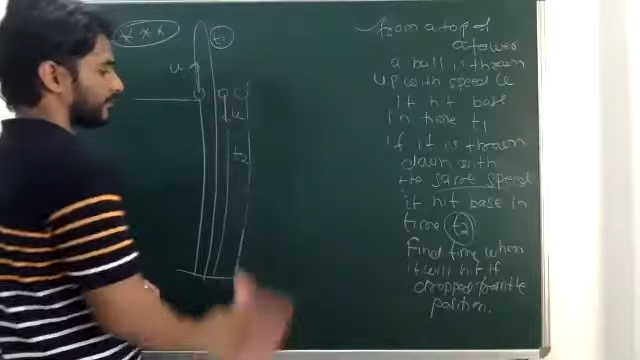 ***
t1
u
u
t2
from a top of
a tower
a ball is thrown
up with speed u
it hit base
in time t1
if it is thrown
down with
the same speed
it hit base in
time t2
Find time when
it will hit if
dropped from the
position.